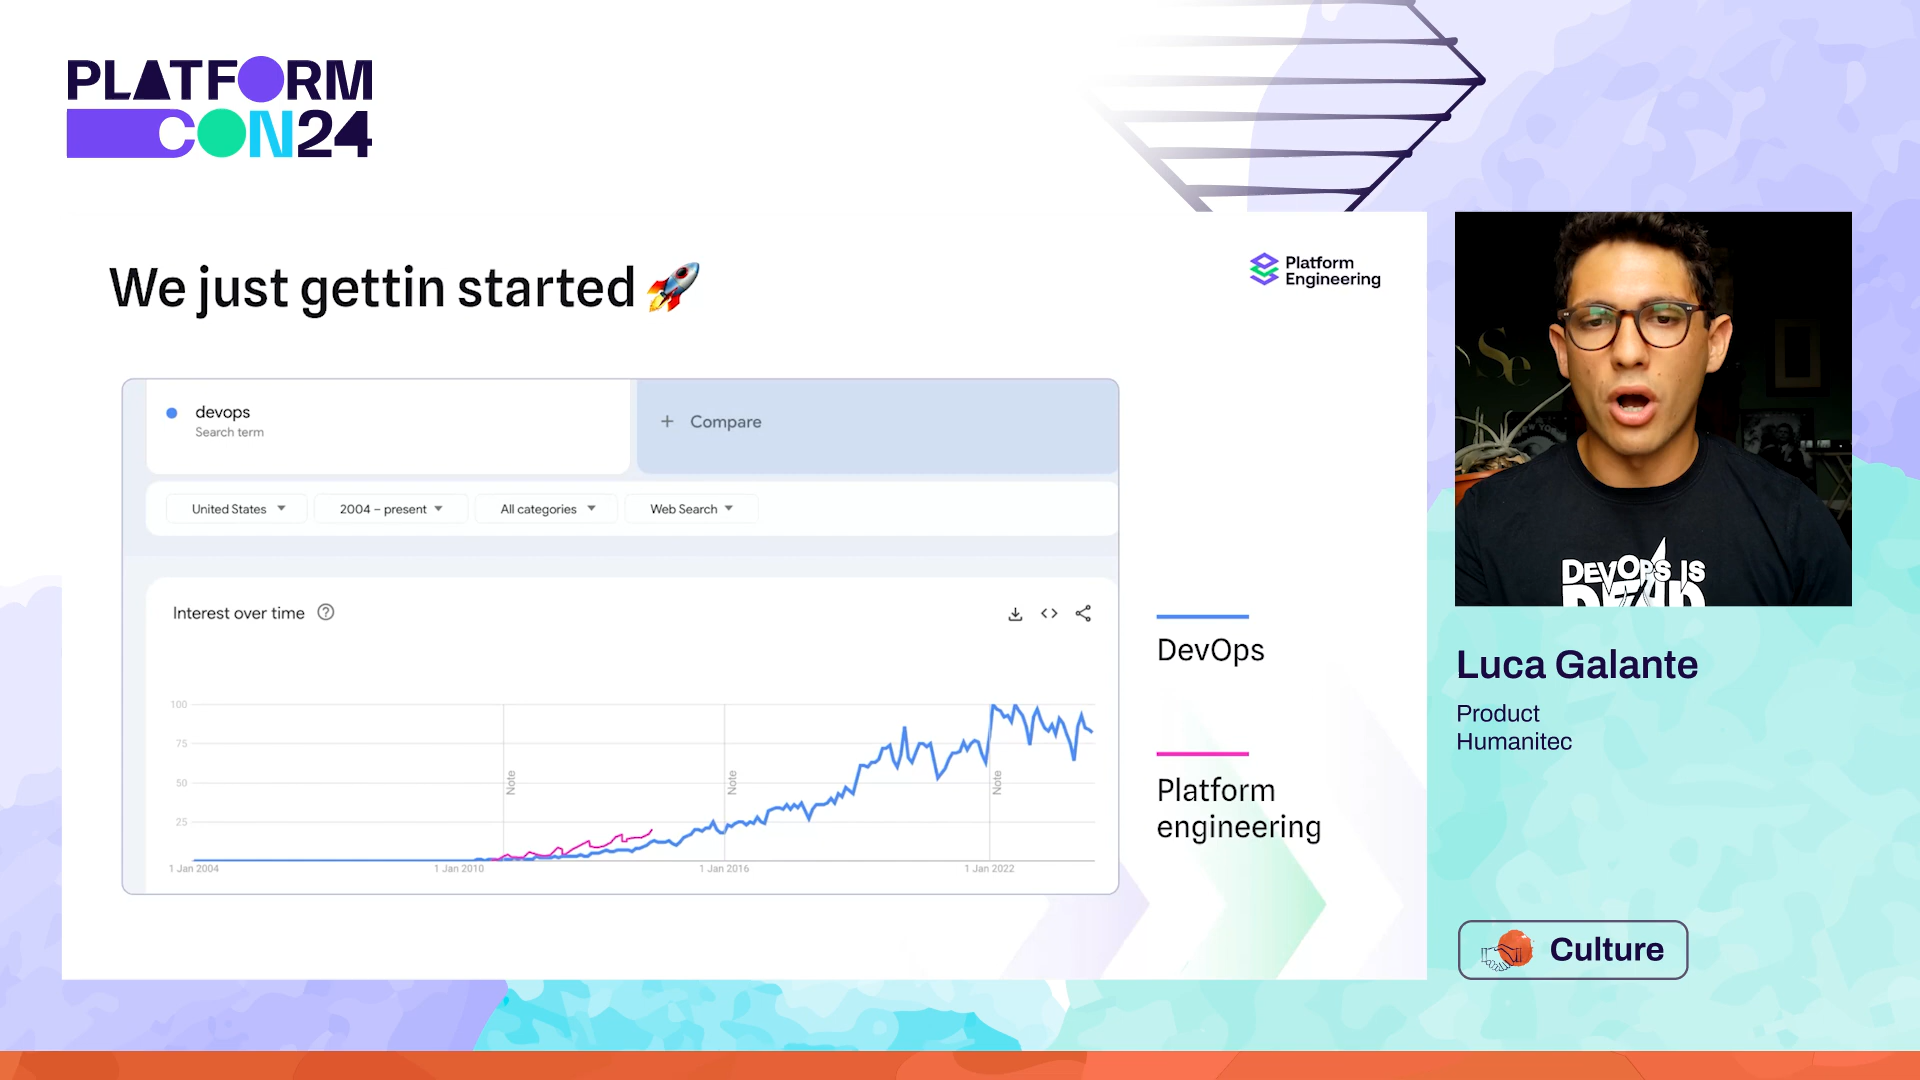 PLATFORM
CON24
We just gettin started 🚀
Platform
Engineering
devops
Search term
+ Compare
United States
2004 – present
All categories
Web Search
Interest over time
100
75
50
25
Note
Note
Note
1 Jan 2004
1 Jan 2010
1 Jan 2016
1 Jan 2022
DevOps
Platform
engineering
Se
DEVOPS IS
DEAD
Luca Galante
Product
Humanitec
Culture